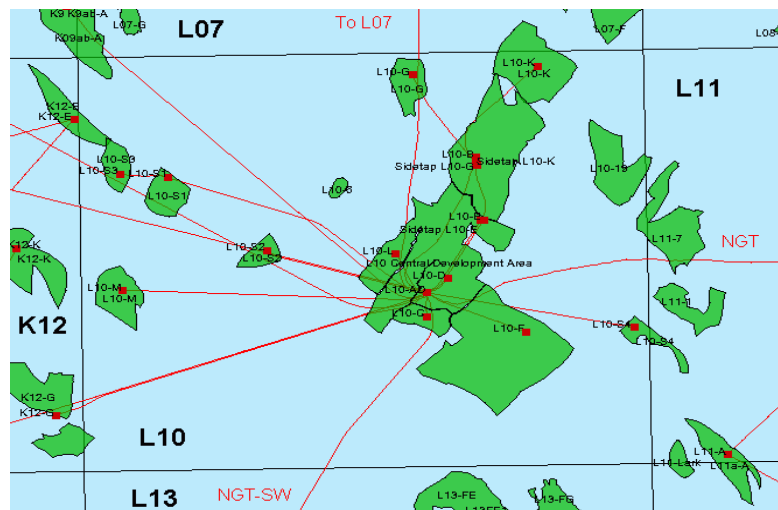 K9 K9ab-A
K09ab-A
L07-G
L07
To L07
L07-F
L08
L10-K
L10-K
L10-G
L10-G
L11
K12-E
K12-E
L10-S3
L10-S3
L10-S1
L10-S1
L10-B
Sidetap L10-G
Sidetap L10-K
L10-19
L10-6
L10-E
Sidetap L10-E
L11-7
NGT
K12-K
K12-K
L10-S2
L10-S2
L10-L
L10 Central Development Area
L10-D
L10-M
L10-M
L10-AD
L11-1
K12
L10-C
L10-F
L10-S4
L10-S4
K12-G
K12-G
L10
L11-A
L11-Lark
L11a-A
L13
NGT-SW
L13-FE
L13-FG